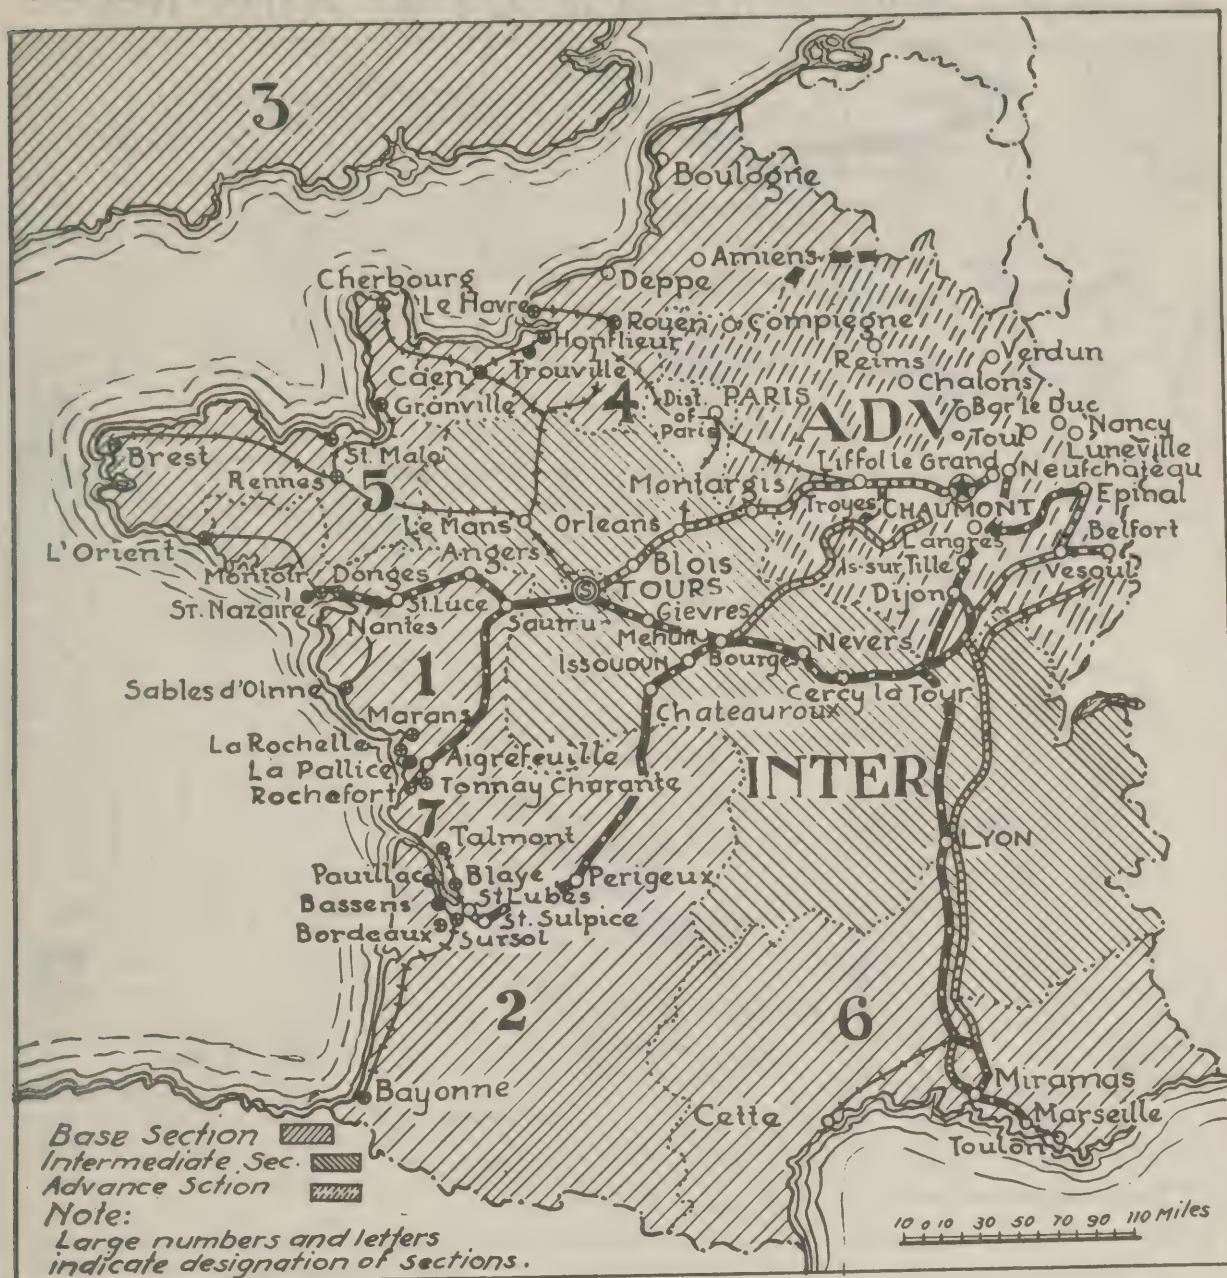 3
Boulogne
Amiens
Deppe
Cherbourg
Le Havre
Rouen
Compiegne
Honflieur
Reims
Verdun
Trouville
Caen
Chalons
4
Dist. of Paris
PARIS
Granville
ADV
Bar le Duc
Nancy
Toul
Luneville
Brest
St. Malo
Liffol le Grand
Neufchateau
Rennes
5
Montargis
Troyes
CHAUMONT
Epinal
Le Mans
Orleans
Langres
Belfort
L'Orient
Angers
Blois
Is-sur-Tille
Vesoul
Montoir
Donges
TOURS
Dijon
ST. NAZAIRE
St. Luce
Gievres
Nantes
Sautru
Mehun
Nevers
ISSOUDUN
Bourges
Sables d'Olnne
1
Cercy la Tour
Marans
Chateauroux
La Rochelle
Aigrefeuille
La Pallice
INTER
Rochefort
Tonnay Charante
7
Talmont
LYON
Pauillac
Blaye
Perigeux
Bassens
St Lubes
St. Sulpice
Bordeaux
Sursol
2
6
Bayonne
Miramas
Cette
Marseille
Toulon
Base Section
Intermediate Sec.
Advance Sction
Note:
Large numbers and letters
indicate designation of sections.
10 0 10 30 50 70 90 110 Miles
S